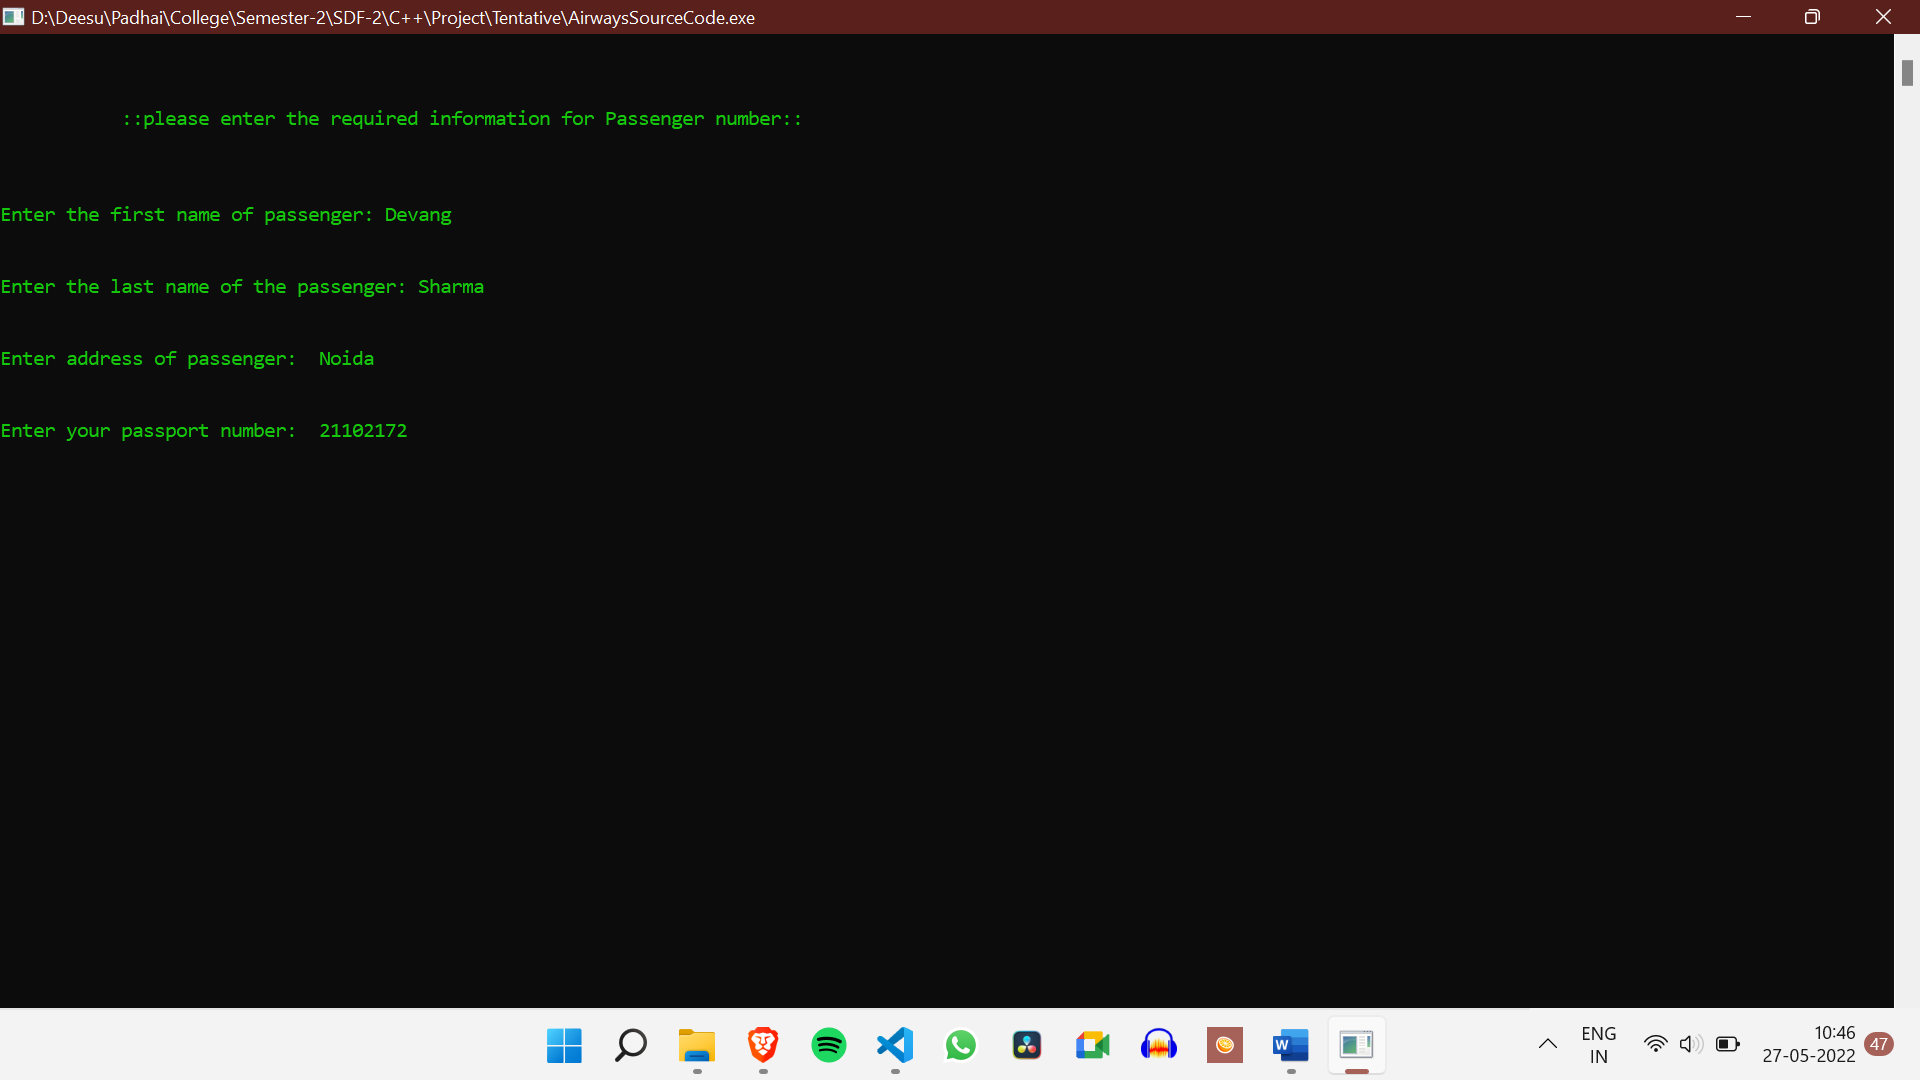 D:\Deesu\Padhai\College\Semester-2\SDF-2\C++\Project\Tentative\AirwaysSourceCode.exe
::please enter the required information for Passenger number::
Enter the first name of passenger: Devang
Enter the last name of the passenger: Sharma
Enter address of passenger:  Noida
Enter your passport number:  21102172
W
ENG
IN
10:46
27-05-2022
47